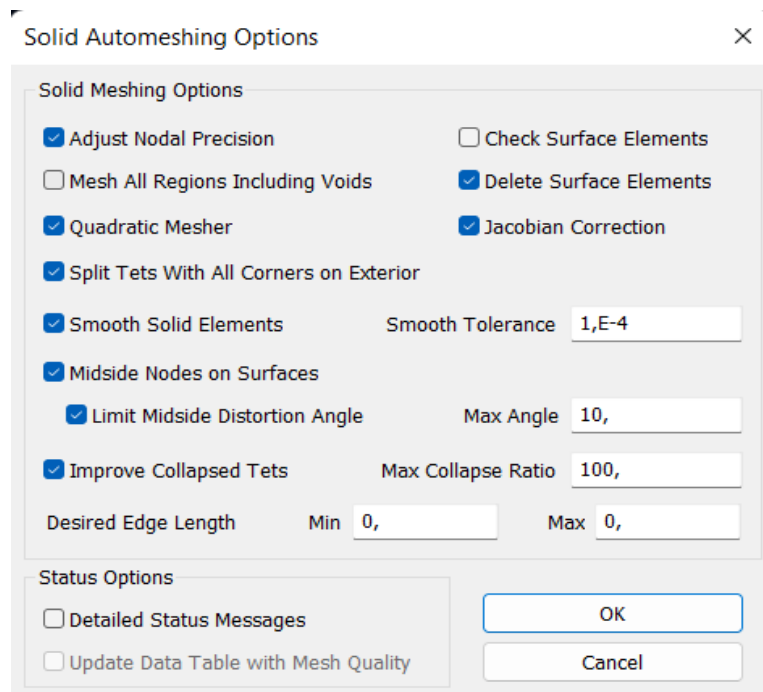 Solid Automeshing Options
Solid Meshing Options
Adjust Nodal Precision
Check Surface Elements
Mesh All Regions Including Voids
Delete Surface Elements
Quadratic Mesher
Jacobian Correction
Split Tets With All Corners on Exterior
Smooth Solid Elements
Smooth Tolerance 1,E-4
Midside Nodes on Surfaces
Limit Midside Distortion Angle
Max Angle 10,
Improve Collapsed Tets
Max Collapse Ratio 100,
Desired Edge Length Min 0, Max 0,
Status Options
Detailed Status Messages
Update Data Table with Mesh Quality
OK
Cancel